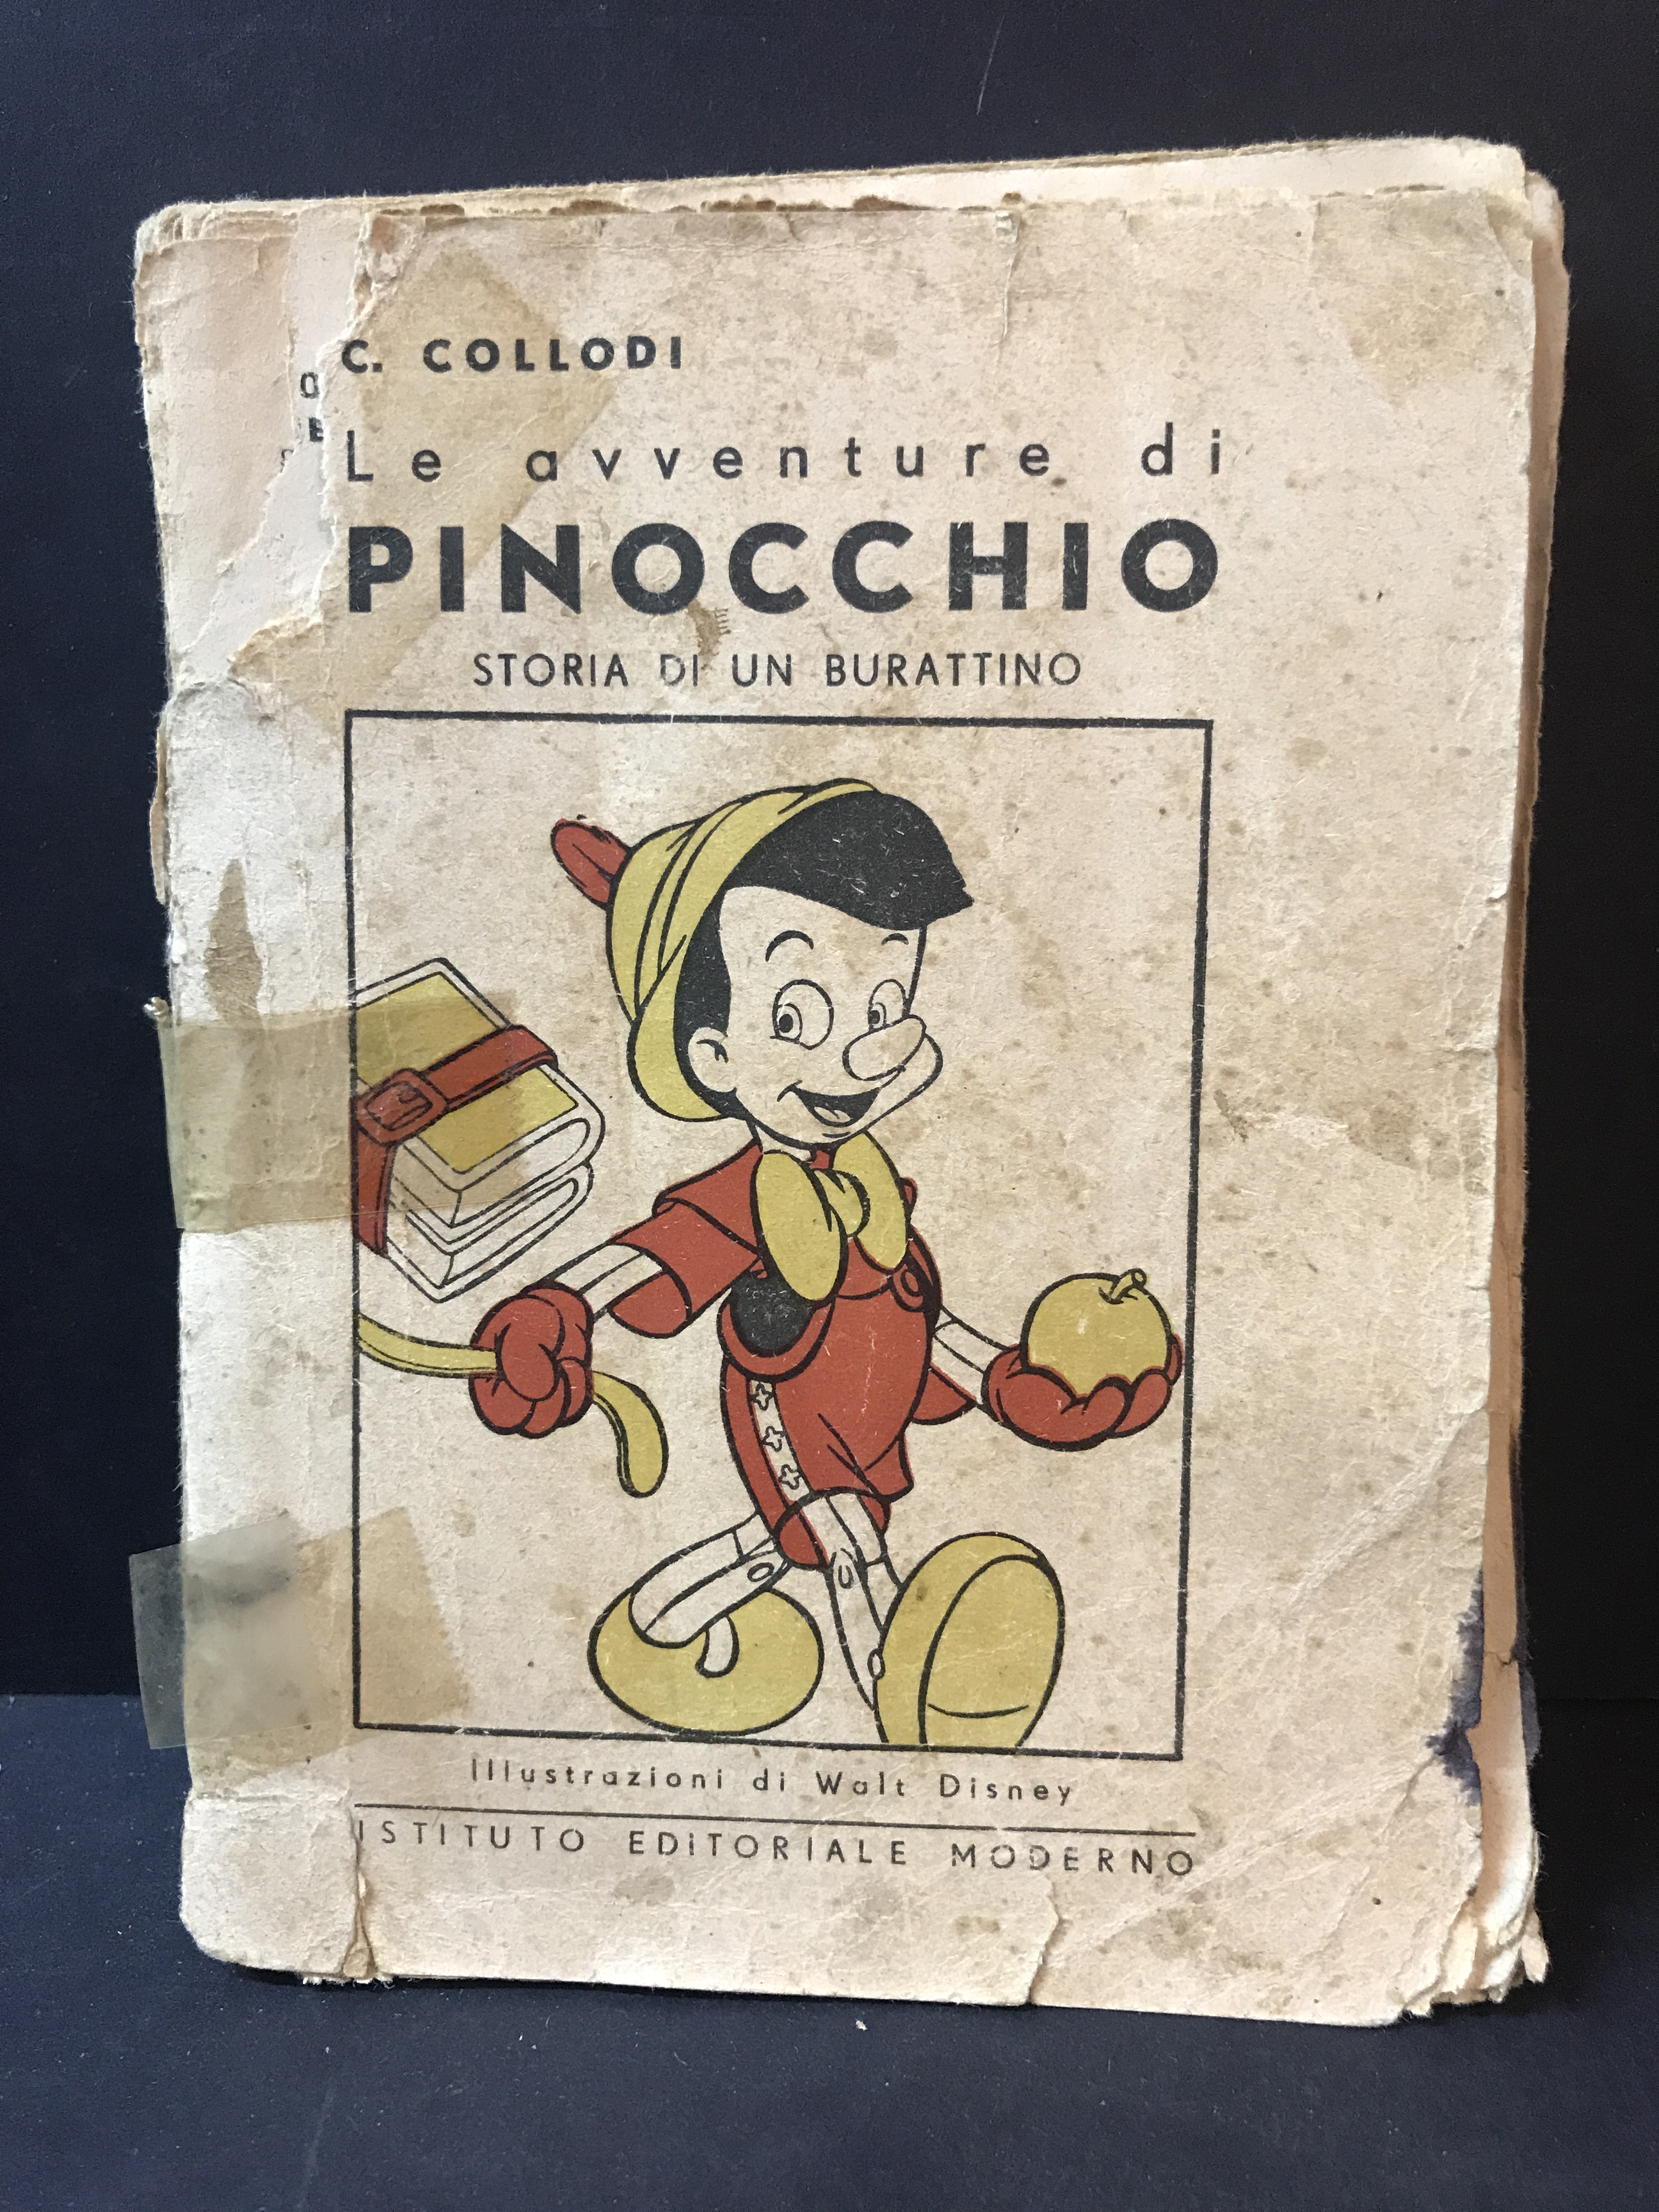 C. COLLODI
Le avventure di
PINOCCHIO
STORIA DI UN BURATTINO
Illustrazioni di Walt Disney
ISTITUTO EDITORIALE MODERNO